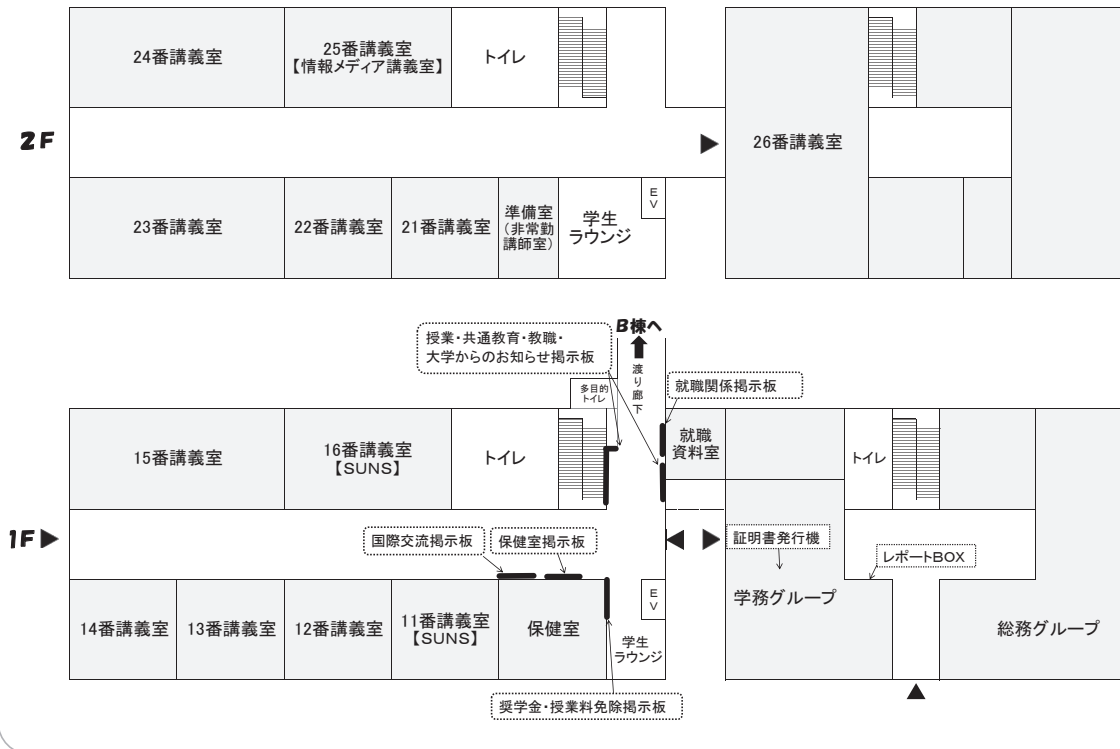 24番講義室
25番講義室
【情報メディア講義室】
トイレ
2F
26番講義室
23番講義室
22番講義室
21番講義室
準備室
（非常勤
講師室）
学生
ラウンジ
EV
B棟へ
授業・共通教育・教職・
大学からのお知らせ掲示板
渡り廊下
多目的
トイレ
就職関係掲示板
15番講義室
16番講義室
【SUNS】
トイレ
就職
資料室
トイレ
1F
国際交流掲示板
保健室掲示板
証明書発行機
レポートBOX
14番講義室
13番講義室
12番講義室
11番講義室
【SUNS】
保健室
EV
学生
ラウンジ
学務グループ
総務グループ
奨学金・授業料免除掲示板